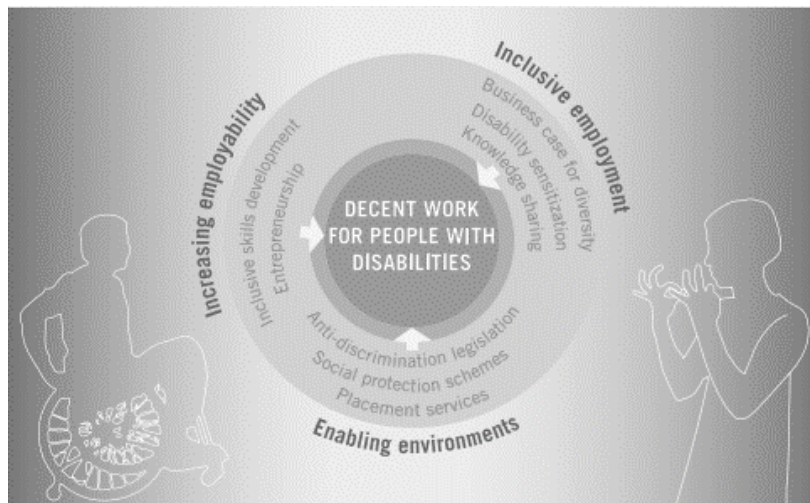 Increasing employability
Inclusive skills development
Entrepreneurship
Inclusive employment
Business case for diversity
Disability sensitization
Knowledge sharing
DECENT WORK
FOR PEOPLE WITH
DISABILITIES
Anti-discrimination legislation
Social protection schemes
Placement services
Enabling environments